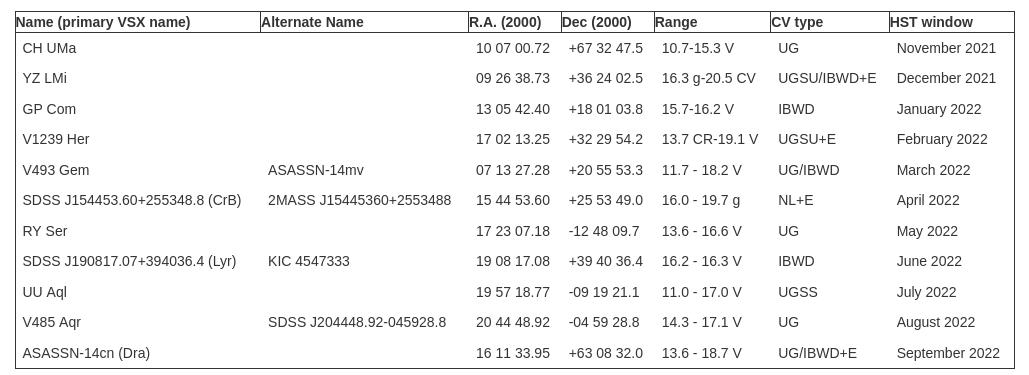 Name (primary VSX name) Alternate Name R.A. (2000) Dec (2000) Range CV type HST window
CH UMa 10 07 00.72 +67 32 47.5 10.7-15.3 V UG November 2021
YZ LMi 09 26 38.73 +36 24 02.5 16.3 g-20.5 CV UGSU/IBWD+E December 2021
GP Com 13 05 42.40 +18 01 03.8 15.7-16.2 V IBWD January 2022
V1239 Her 17 02 13.25 +32 29 54.2 13.7 CR-19.1 V UGSU+E February 2022
V493 Gem ASASSN-14mv 07 13 27.28 +20 55 53.3 11.7 - 18.2 V UG/IBWD March 2022
SDSS J154453.60+255348.8 (CrB) 2MASS J15445360+2553488 15 44 53.60 +25 53 49.0 16.0 - 19.7 g NL+E April 2022
RY Ser 17 23 07.18 -12 48 09.7 13.6 - 16.6 V UG May 2022
SDSS J190817.07+394036.4 (Lyr) KIC 4547333 19 08 17.08 +39 40 36.4 16.2 - 16.3 V IBWD June 2022
UU Aql 19 57 18.77 -09 19 21.1 11.0 - 17.0 V UGSS July 2022
V485 Aqr SDSS J204448.92-045928.8 20 44 48.92 -04 59 28.8 14.3 - 17.1 V UG August 2022
ASASSN-14cn (Dra) 16 11 33.95 +63 08 32.0 13.6 - 18.7 V UG/IBWD+E September 2022